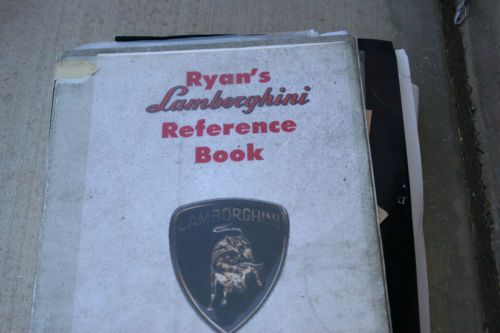 Ryan's
Lamborghini
Reference
Book
LAMBORGHINI